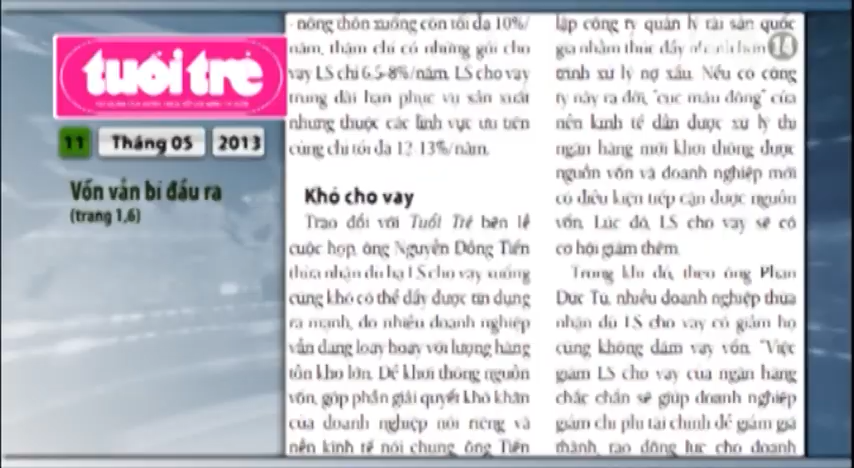 tuổi trẻ
11 Tháng 05 2013
Vốn vẫn bí đầu ra
(trang 1,6)
- nông thôn xuống còn tối đa 10%/
năm, thậm chí có những gói cho
vay LS chỉ 6,5-8%/năm. LS cho vay
trung dài hạn phục vụ sản xuất
nhưng thuộc các lĩnh vực ưu tiên
cũng chỉ tối đa 12-13%/năm.
Khó cho vay
Trao đổi với Tuổi Trẻ bên lề
cuộc họp, ông Nguyễn Đồng Tiến
thừa nhận dù hạ LS cho vay xuống
cũng khó có thể đẩy được tín dụng
ra mạnh, do nhiều doanh nghiệp
vẫn đang loay hoay với lượng hàng
tồn kho lớn. Để khơi thông nguồn
vốn, góp phần giải quyết khó khăn
của doanh nghiệp nói riêng và
nền kinh tế nói chung, ông Tiến
lập công ty quản lý tài sản quốc
gia nhằm thúc đẩy
trình xử lý nợ xấu. Nếu có công
ty này ra đời, "cục máu đông" của
nền kinh tế dần được xử lý thì
ngân hàng mới khơi thông được
nguồn vốn và doanh nghiệp mới
có điều kiện tiếp cận được nguồn
vốn. Lúc đó, LS cho vay sẽ có
cơ hội giảm thêm.
Trong khi đó, theo ông Phan
Đức Tú, nhiều doanh nghiệp thừa
nhận dù LS cho vay có giảm họ
cũng không dám vay vốn. "Việc
giảm LS cho vay của ngân hàng
chắc chắn sẽ giúp doanh nghiệp
giảm chi phí tài chính để giảm giá
thành, tạo động lực cho doanh